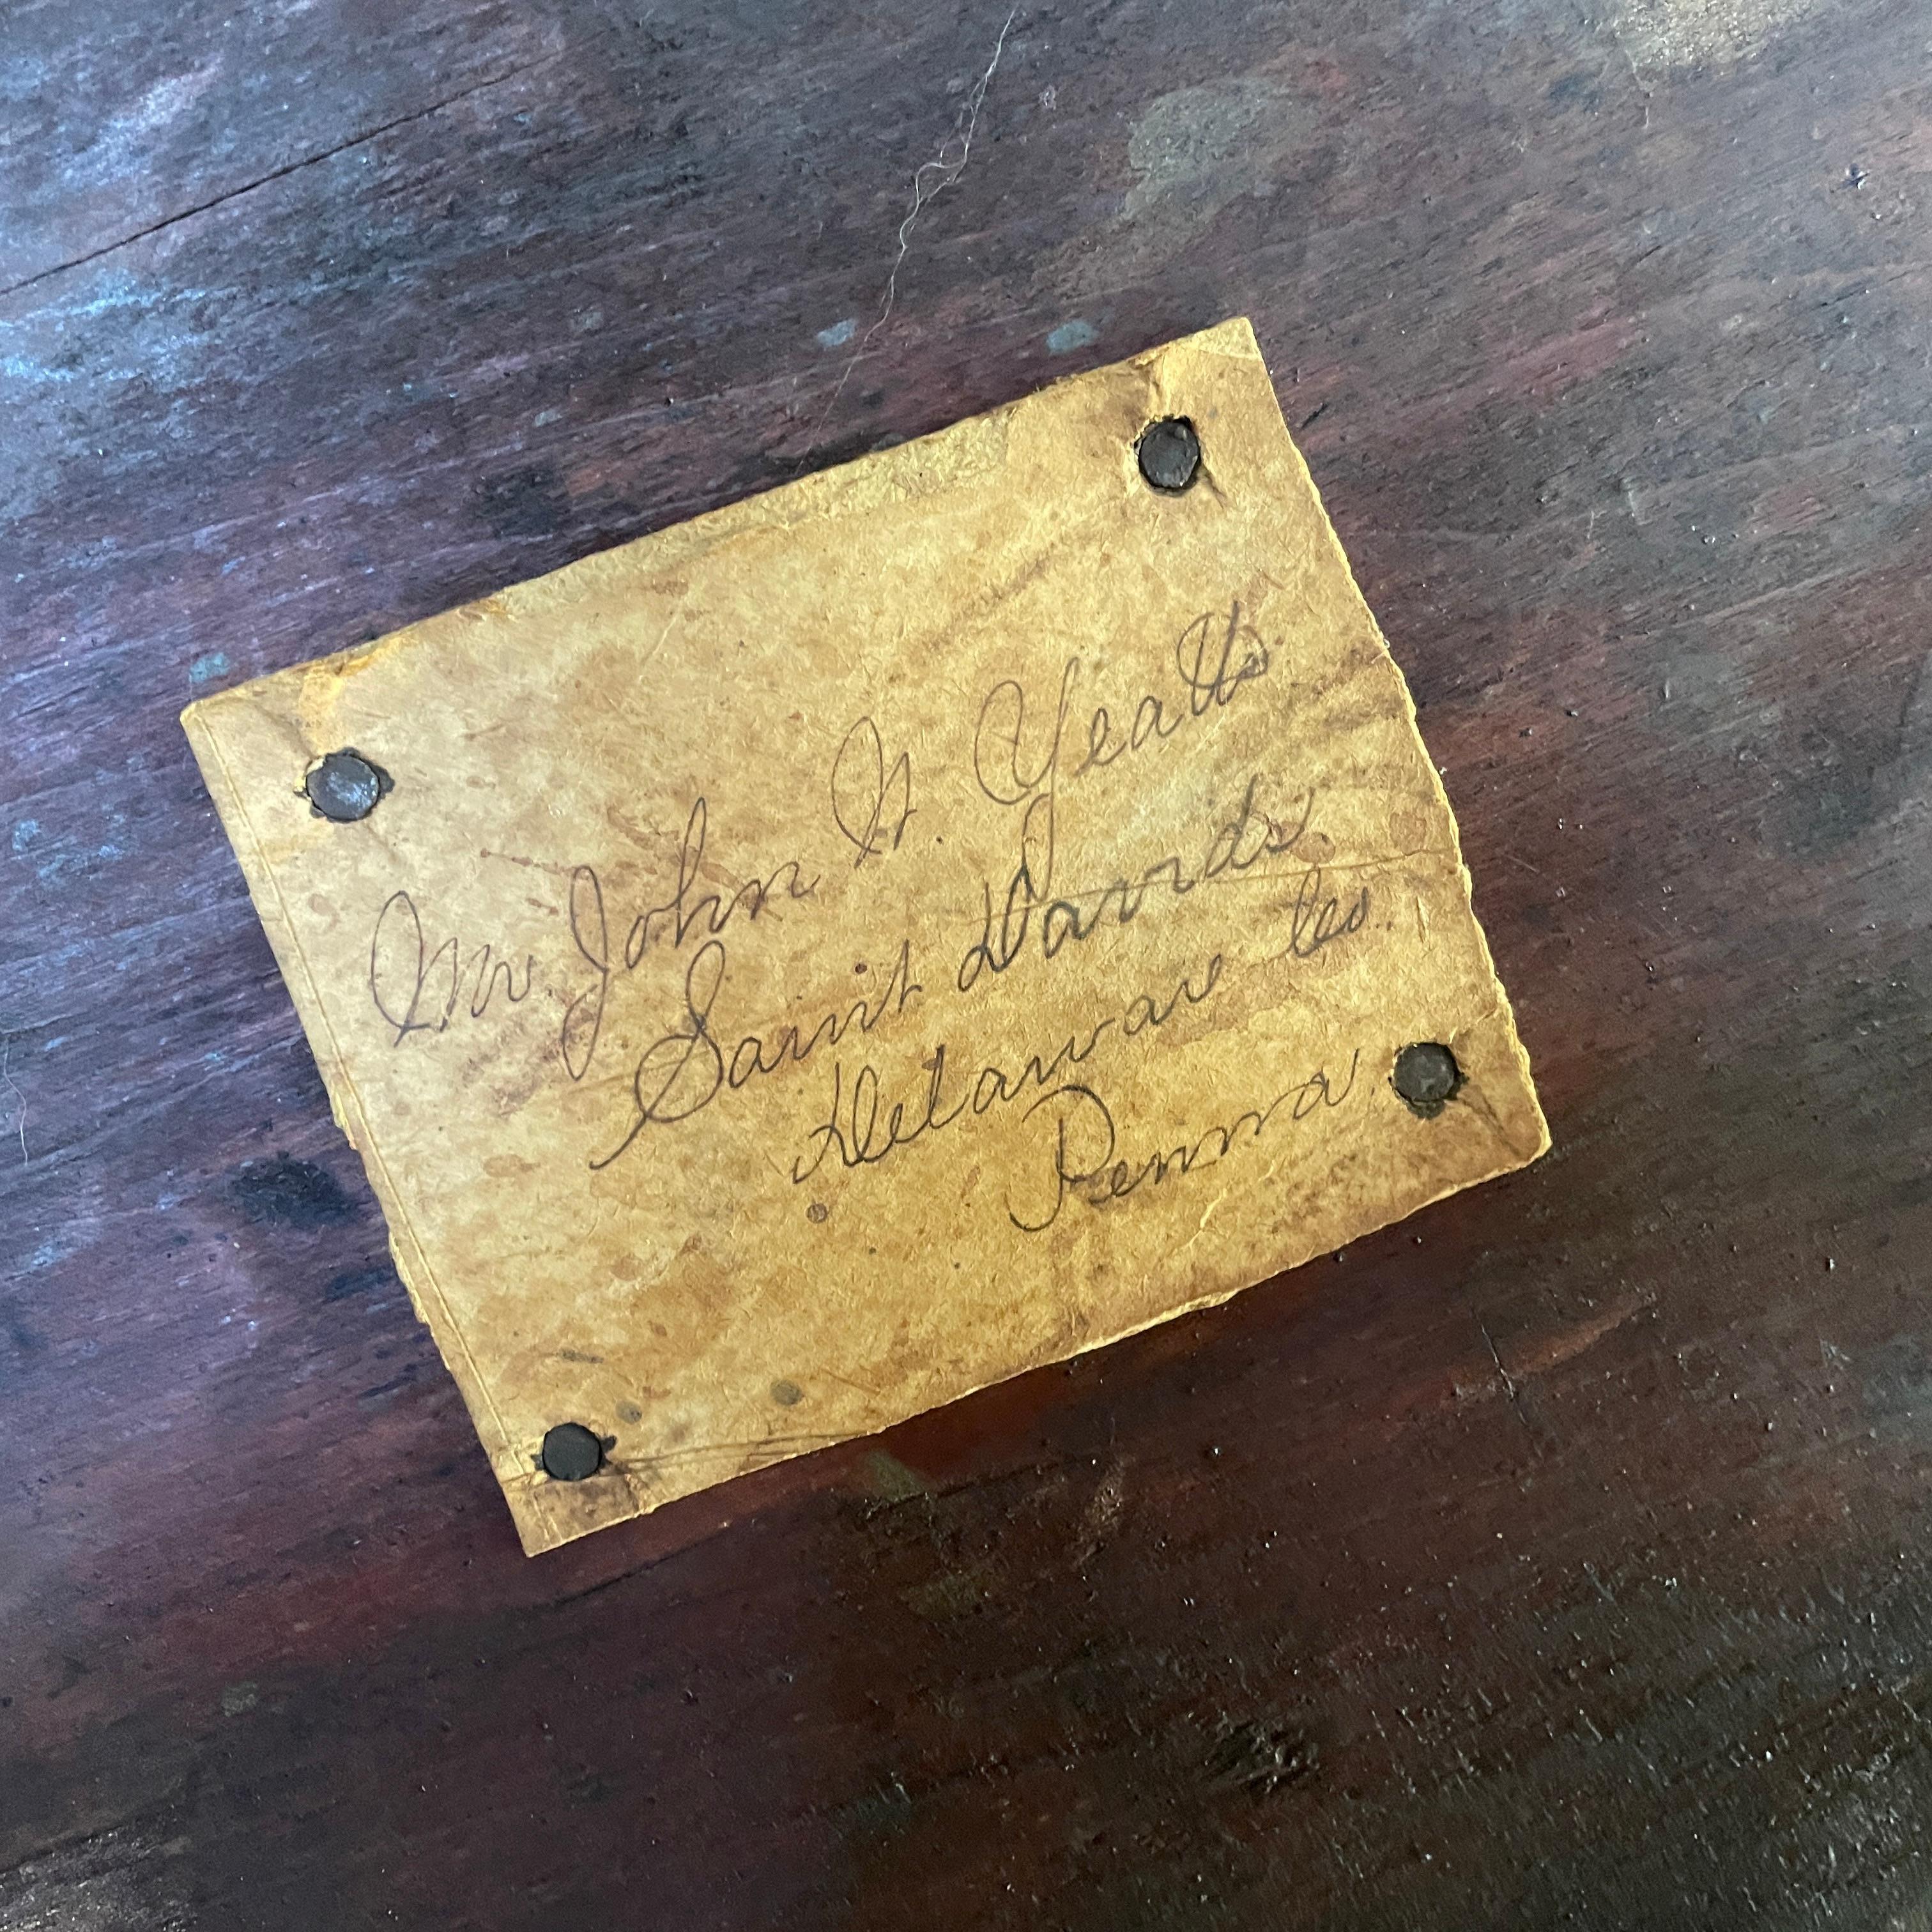 Mr. John G. Yeatts
Saint Davids
Delaware Co.
Penna.